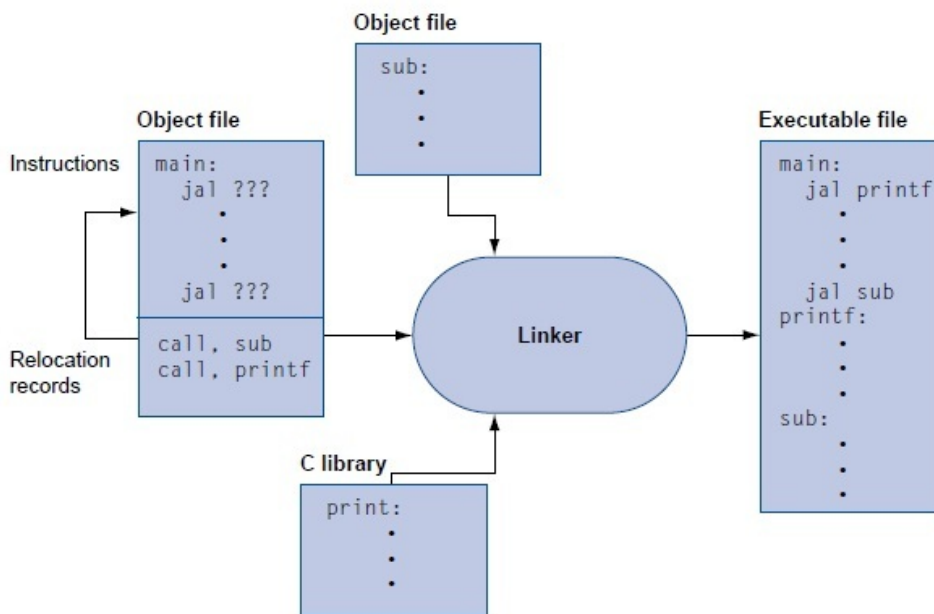 Object file
sub:
•
•
•
Object file
Instructions
main:
jal ???
•
•
•
jal ???
Relocation
records
call, sub
call, printf
Linker
C library
print:
•
•
•
Executable file
main:
jal printf
•
•
•
jal sub
printf:
•
•
•
sub:
•
•
•